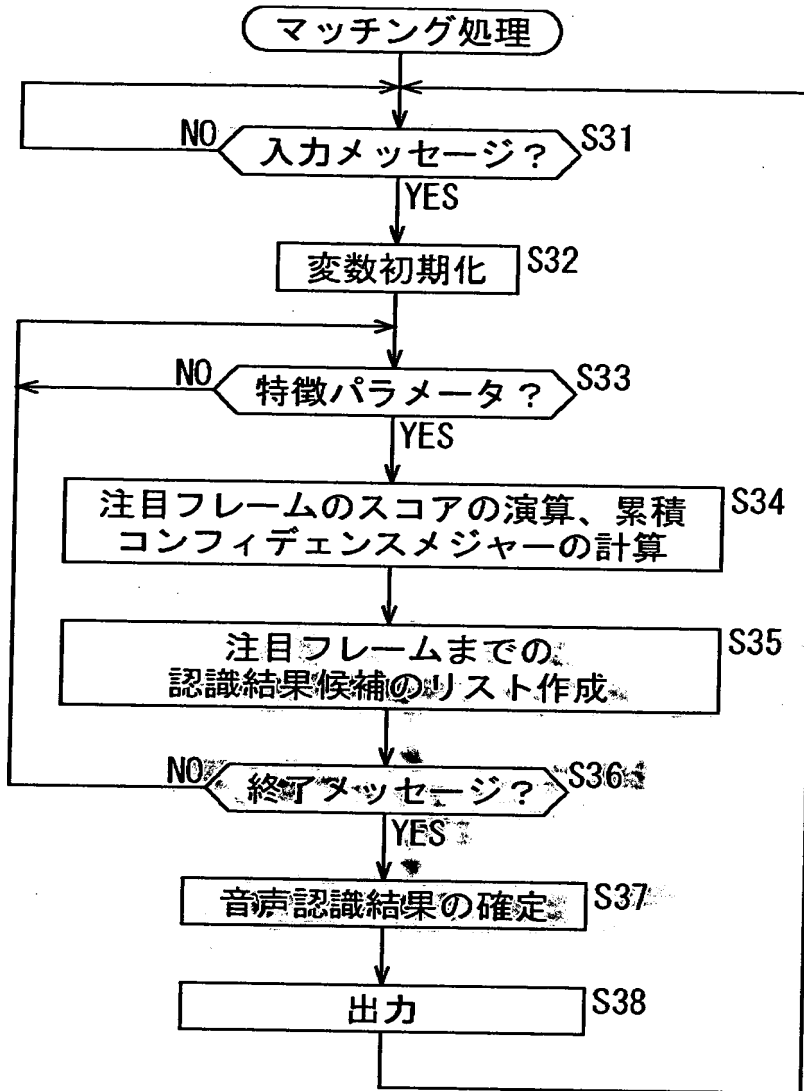 マッチング処理
NO
入力メッセージ？
S31
YES
変数初期化
S32
NO
特徴パラメータ？
S33
YES
注目フレームのスコアの演算、累積
コンフィデェンスメジャーの計算
S34
注目フレームまでの
認識結果候補のリスト作成
S35
NO
終了メッセージ？
S36
YES
音声認識結果の確定
S37
出力
S38